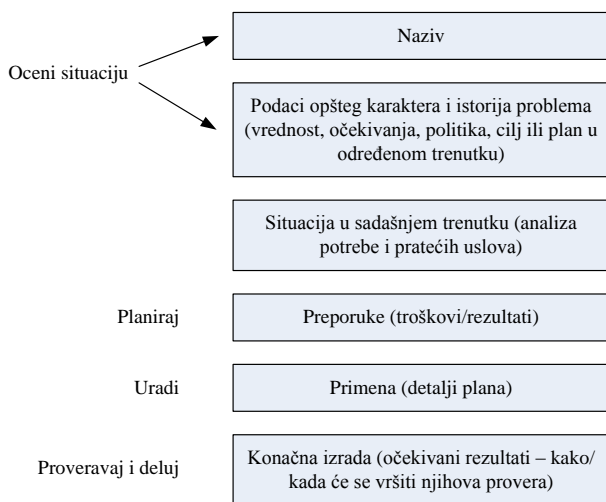 Naziv
Oceni situaciju
Podaci opšteg karaktera i istorija problema
(vrednost, očekivanja, politika, cilj ili plan u
određenom trenutku)
Situacija u sadašnjem trenutku (analiza
potrebe i pratećih uslova)
Planiraj
Preporuke (troškovi/rezultati)
Uradi
Primena (detalji plana)
Proveravaj i deluj
Konačna izrada (očekivani rezultati – kako/
kada će se vršiti njihova provera)